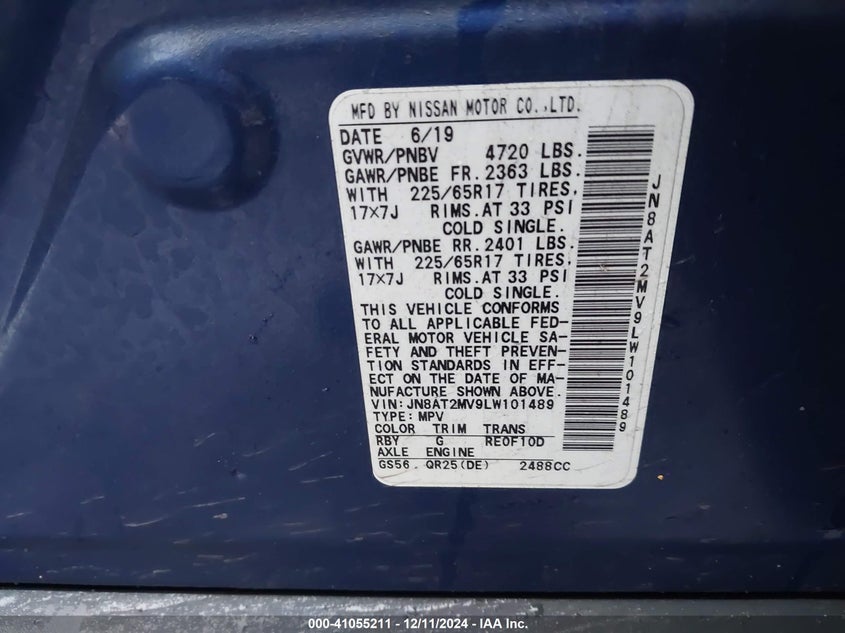 MFD BY NISSAN MOTOR CO.,LTD.
DATE 6/19
GVWR/PNBV 4720 LBS.
GAWR/PNBE FR. 2363 LBS.
WITH 225/65R17 TIRES,
17×7J RIMS.AT 33 PSI
COLD SINGLE.
GAWR/PNBE RR. 2401 LBS.
WITH 225/65R17 TIRES,
17×7J RIMS.AT 33 PSI
COLD SINGLE.
THIS VEHICLE CONFORMS
TO ALL APPLICABLE FED-
ERAL MOTOR VEHICLE SA-
FETY AND THEFT PREVEN-
TION STANDARDS IN EFF-
ECT ON THE DATE OF MA-
NUFACTURE SHOWN ABOVE.
VIN:JN8AT2MV9LW101489
TYPE:MPV
COLOR TRIM TRANS
RBY G RE0F10D
AXLE ENGINE
GS56 QR25(DE) 2488CC
JN8AT2MV9LW101489
000-41055211 - 12/11/2024 - IAA Inc.